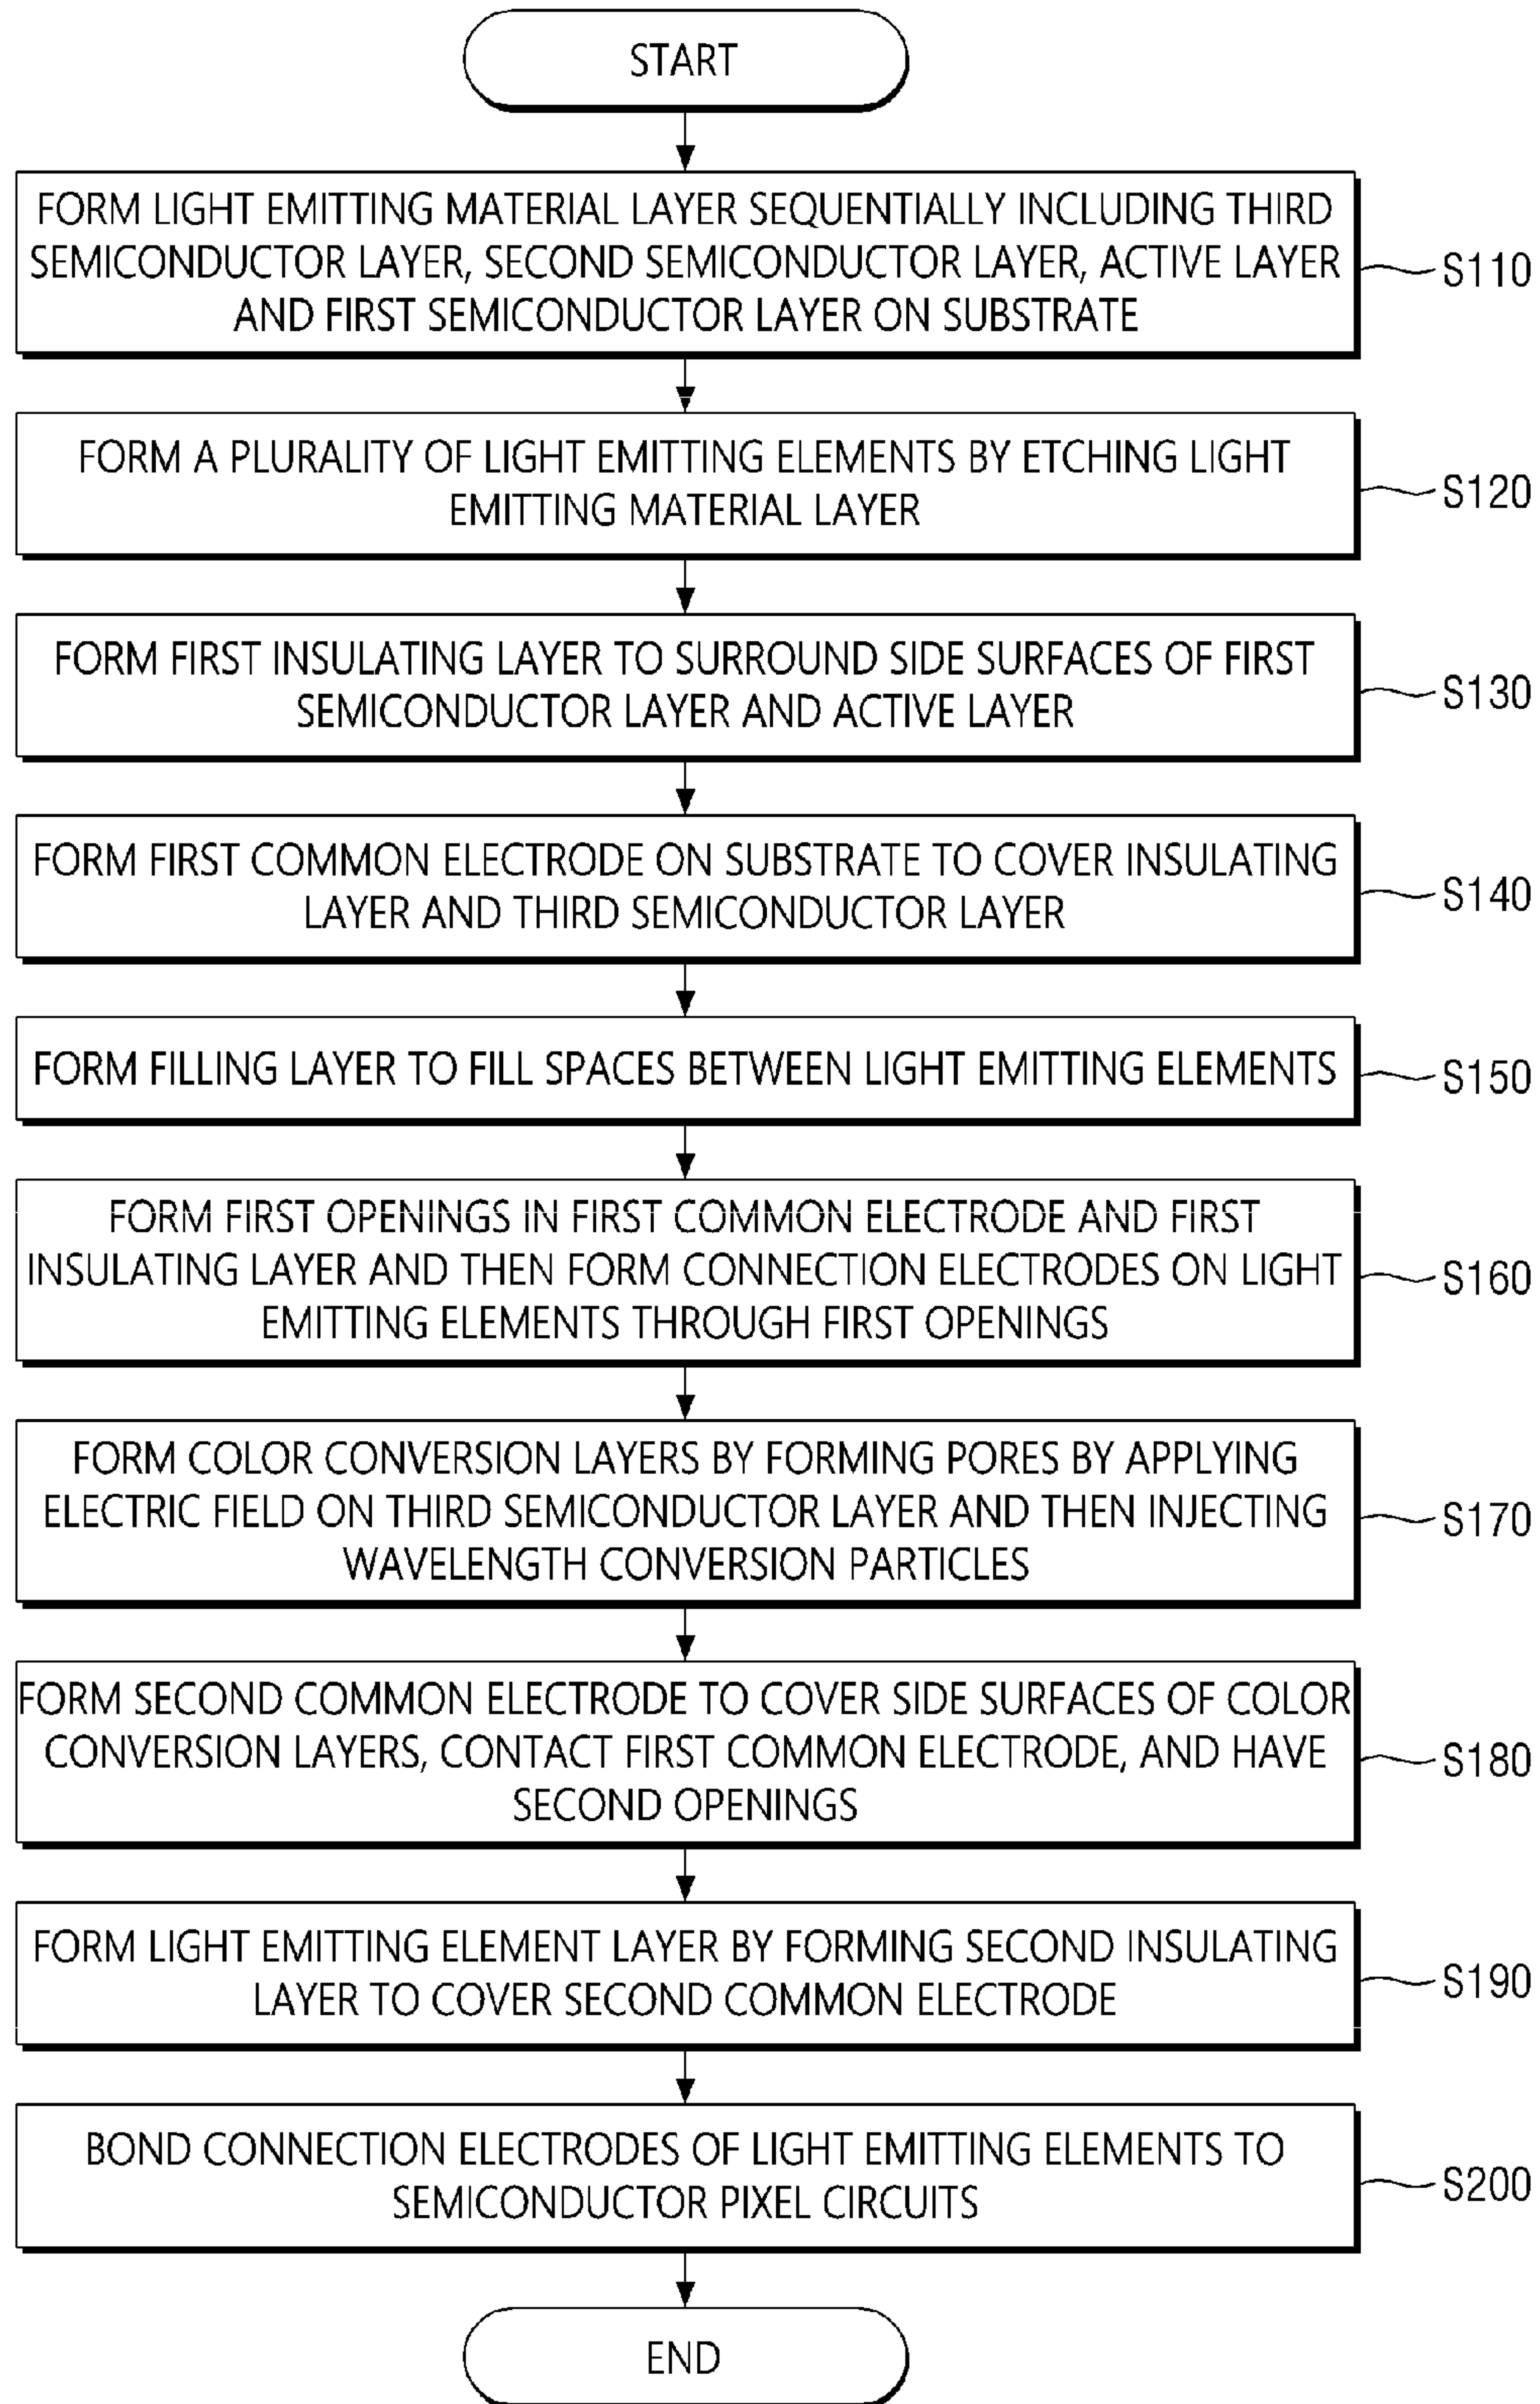 START
FORM LIGHT EMITTING MATERIAL LAYER SEQUENTIALLY INCLUDING THIRD
SEMICONDUCTOR LAYER, SECOND SEMICONDUCTOR LAYER, ACTIVE LAYER
AND FIRST SEMICONDUCTOR LAYER ON SUBSTRATE
S110
FORM A PLURALITY OF LIGHT EMITTING ELEMENTS BY ETCHING LIGHT
EMITTING MATERIAL LAYER
S120
FORM FIRST INSULATING LAYER TO SURROUND SIDE SURFACES OF FIRST
SEMICONDUCTOR LAYER AND ACTIVE LAYER
S130
FORM FIRST COMMON ELECTRODE ON SUBSTRATE TO COVER INSULATING
LAYER AND THIRD SEMICONDUCTOR LAYER
S140
FORM FILLING LAYER TO FILL SPACES BETWEEN LIGHT EMITTING ELEMENTS
S150
FORM FIRST OPENINGS IN FIRST COMMON ELECTRODE AND FIRST
INSULATING LAYER AND THEN FORM CONNECTION ELECTRODES ON LIGHT
EMITTING ELEMENTS THROUGH FIRST OPENINGS
S160
FORM COLOR CONVERSION LAYERS BY FORMING PORES BY APPLYING
ELECTRIC FIELD ON THIRD SEMICONDUCTOR LAYER AND THEN INJECTING
WAVELENGTH CONVERSION PARTICLES
S170
FORM SECOND COMMON ELECTRODE TO COVER SIDE SURFACES OF COLOR
CONVERSION LAYERS, CONTACT FIRST COMMON ELECTRODE, AND HAVE
SECOND OPENINGS
S180
FORM LIGHT EMITTING ELEMENT LAYER BY FORMING SECOND INSULATING
LAYER TO COVER SECOND COMMON ELECTRODE
S190
BOND CONNECTION ELECTRODES OF LIGHT EMITTING ELEMENTS TO
SEMICONDUCTOR PIXEL CIRCUITS
S200
END